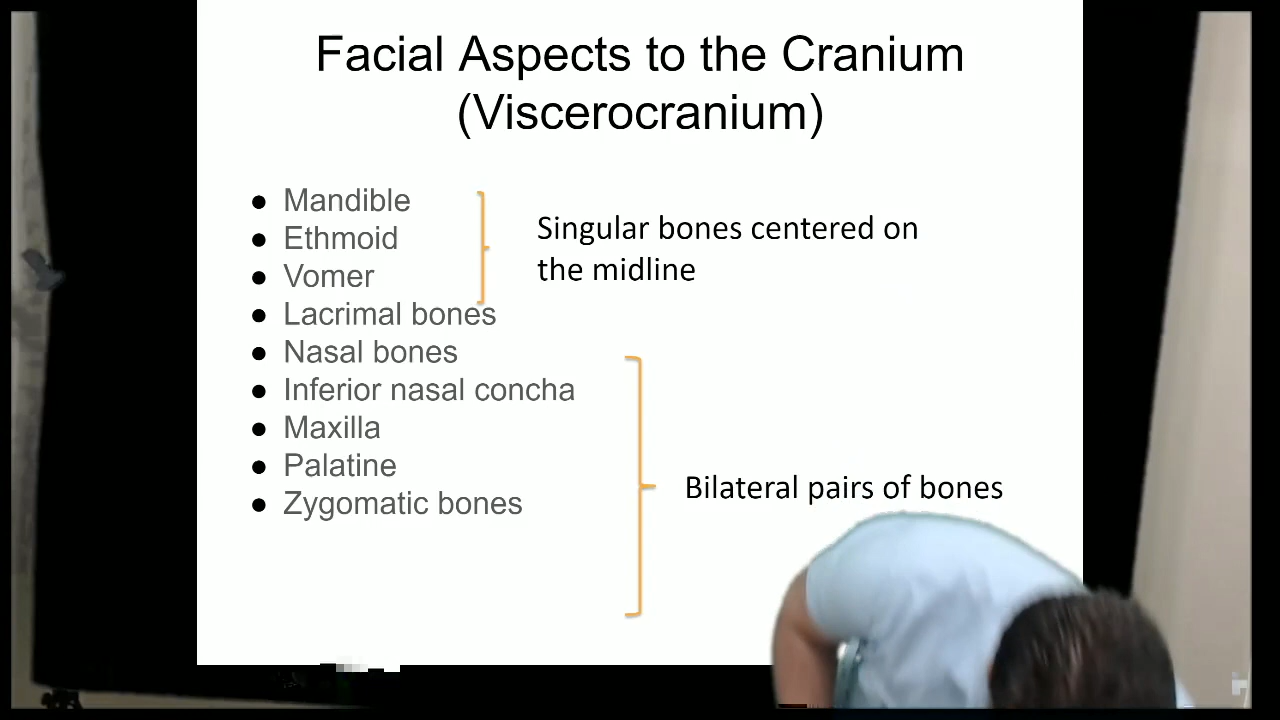 Facial Aspects to the Cranium
(Viscerocranium)
● Mandible
● Ethmoid
● Vomer
● Lacrimal bones
● Nasal bones
● Inferior nasal concha
● Maxilla
● Palatine
● Zygomatic bones
Singular bones centered on
the midline
Bilateral pairs of bones